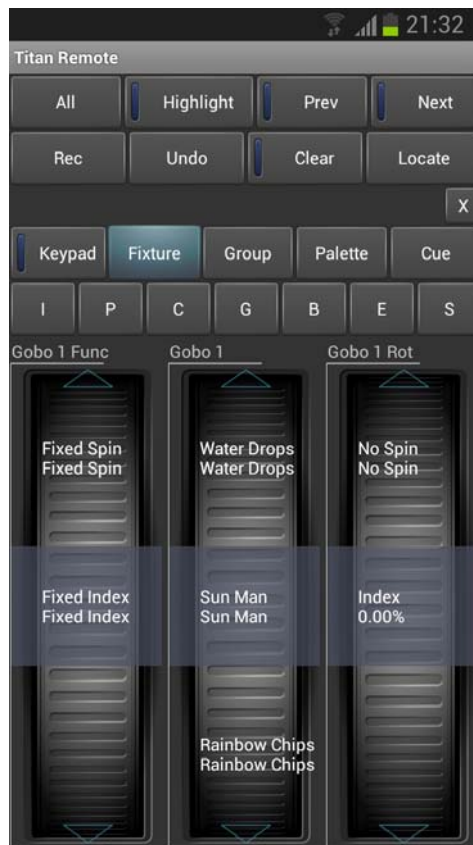 21:32
Titan Remote
All Highlight Prev Next
Rec Undo Clear Locate
X
Keypad Fixture Group Palette Cue
I P C G B E S
Gobo 1 Func Gobo 1 Gobo 1 Rot
Fixed Spin Water Drops No Spin
Fixed Spin Water Drops No Spin
Fixed Index Sun Man Index
Fixed Index Sun Man 0.00%
Rainbow Chips
Rainbow Chips